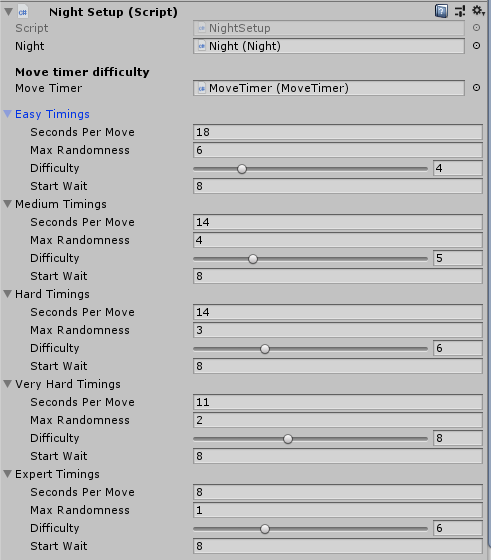 Night Setup (Script)
Script NightSetup
Night Night (Night)
Move timer difficulty
Move Timer MoveTimer (MoveTimer)
Easy Timings
Seconds Per Move 18
Max Randomness 6
Difficulty 4
Start Wait 8
Medium Timings
Seconds Per Move 14
Max Randomness 4
Difficulty 5
Start Wait 8
Hard Timings
Seconds Per Move 14
Max Randomness 3
Difficulty 6
Start Wait 8
Very Hard Timings
Seconds Per Move 11
Max Randomness 2
Difficulty 8
Start Wait 8
Expert Timings
Seconds Per Move 8
Max Randomness 1
Difficulty 6
Start Wait 8